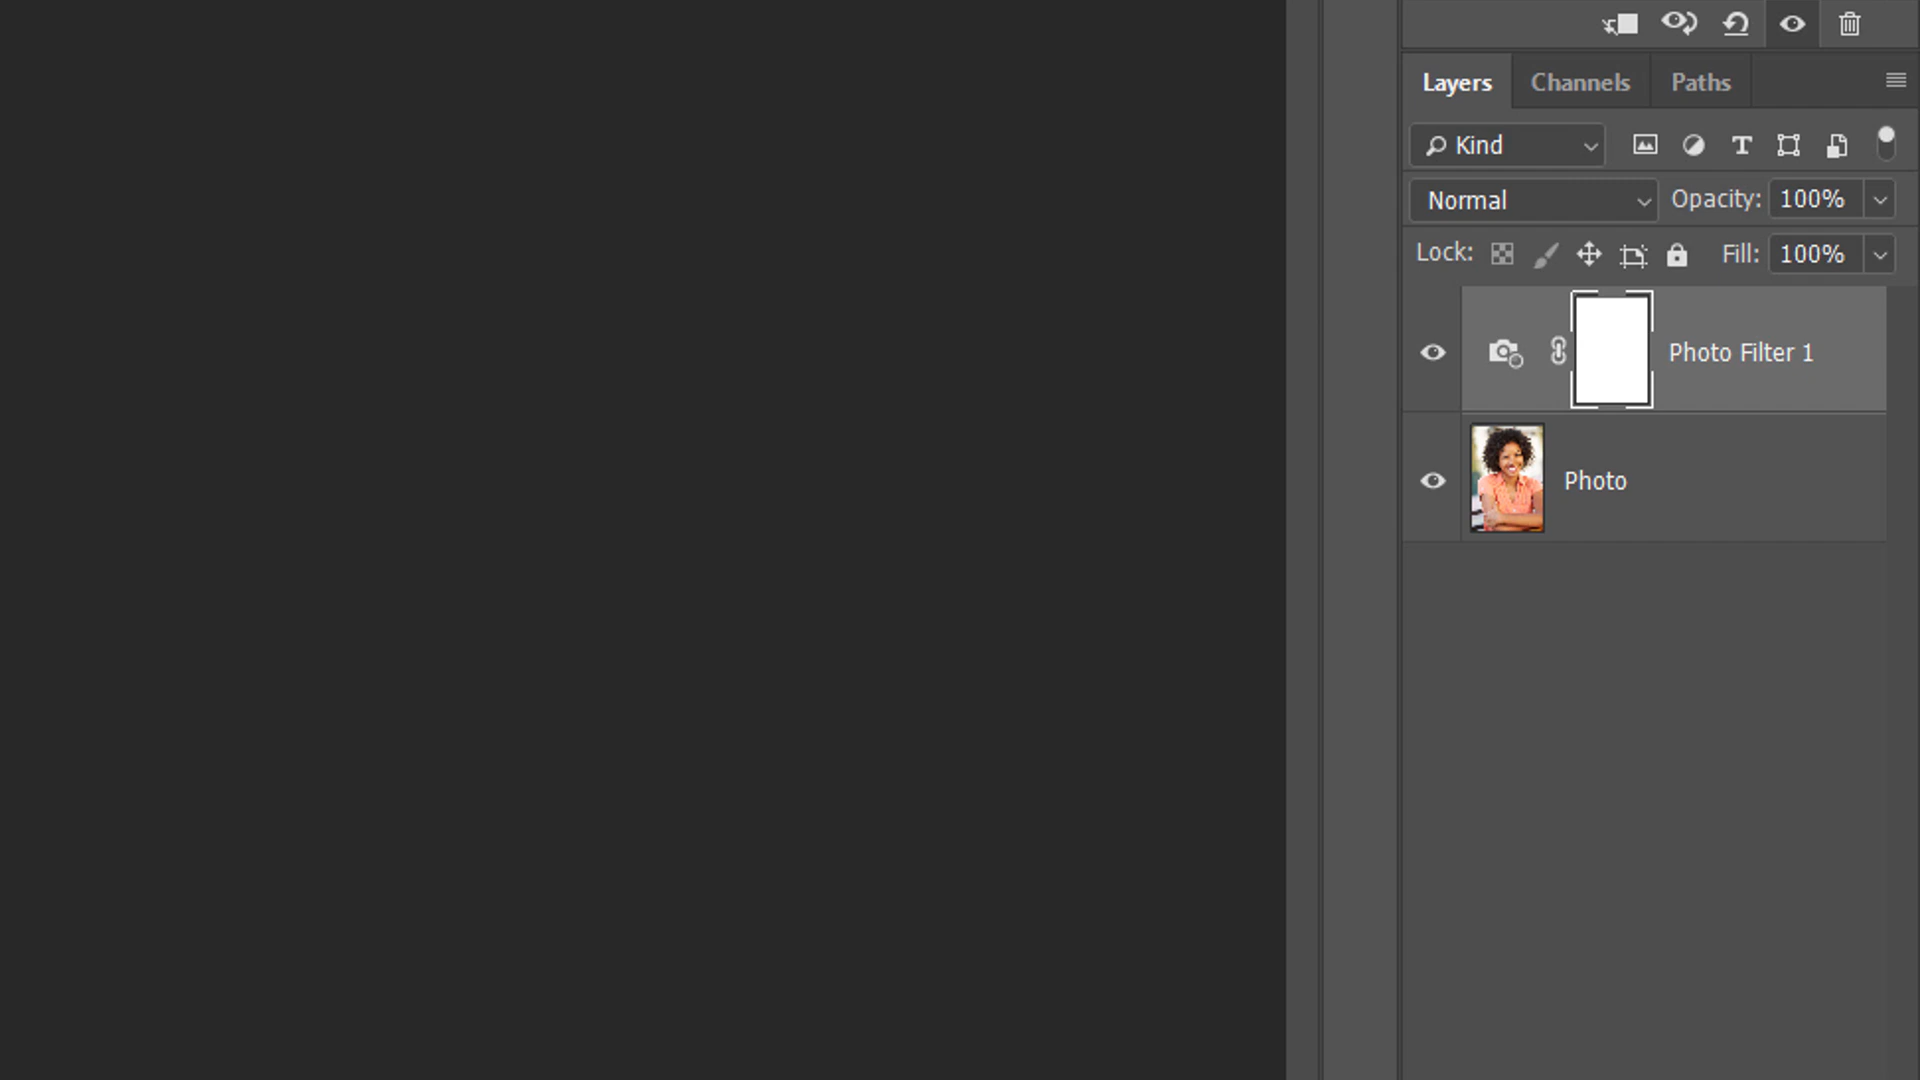 Layers Channels Paths
Kind
Normal Opacity: 100%
Lock: Fill: 100%
Photo Filter 1
Photo